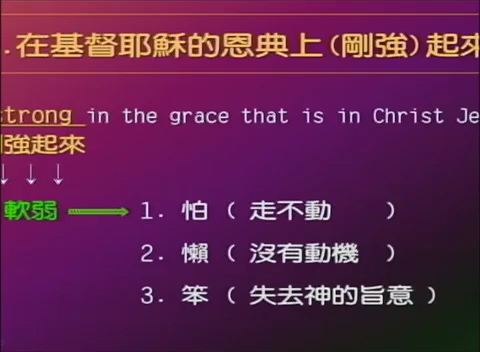 .在基督耶穌的恩典上(剛強)起來
strong in the grace that is in Christ Je
剛強起來
↓ ↓ ↓
軟弱 ⟹ 1. 怕 ( 走不動 )
2. 懶 ( 沒有動機 )
3. 笨 ( 失去神的旨意 )